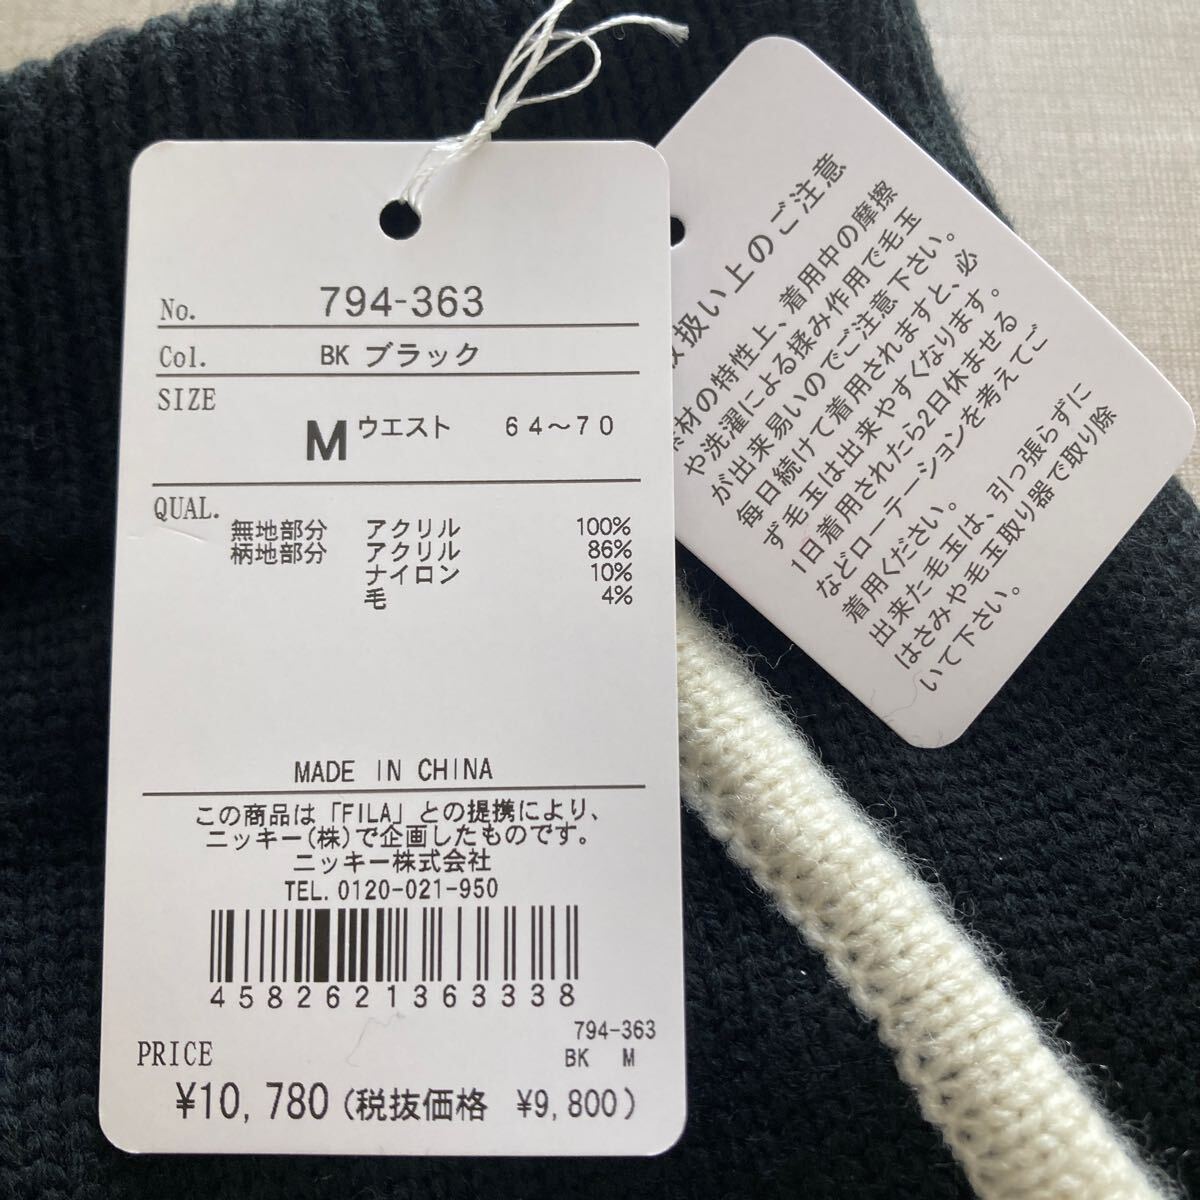 No. 794-363
Col. BK ブラック
SIZE
M ウエスト 64～70
QUAL.
無地部分 アクリル 100%
柄地部分 アクリル 86%
ナイロン 10%
毛 4%
MADE IN CHINA
この商品は「FILA」との提携により、
ニッキー(株)で企画したものです。
ニッキー株式会社
TEL. 0120-021-950
4582621363338
794-363
BK M
PRICE
¥10,780 (税抜価格 ¥9,800)
扱い上のご注意
素材の特性上、着用中の摩擦
や洗濯による揉み作用で毛玉
が出来易いのでご注意下さい。
毎日続けて着用されますと、必
ず毛玉は出来やすくなります。
1日着用されたら2日休ませる
などローテーションを考えてご
着用ください。
出来た毛玉は、引っ張らずに
はさみや毛玉取り器で取り除
いて下さい。